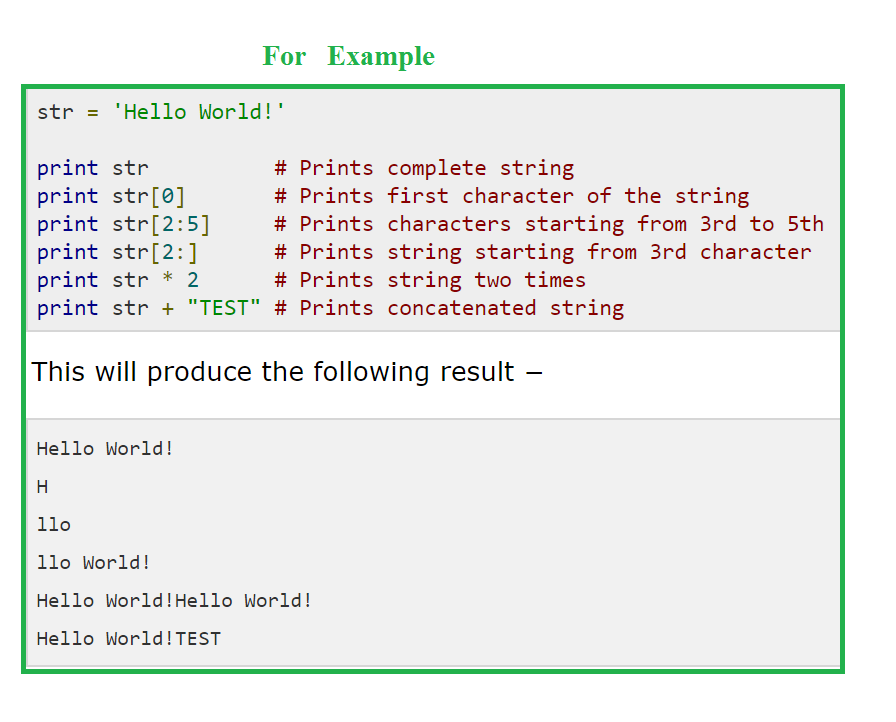 For Example
str = 'Hello World!'
print str # Prints complete string
print str[0] # Prints first character of the string
print str[2:5] # Prints characters starting from 3rd to 5th
print str[2:] # Prints string starting from 3rd character
print str * 2 # Prints string two times
print str + "TEST" # Prints concatenated string
This will produce the following result −
Hello World!
H
llo
llo World!
Hello World!Hello World!
Hello World!TEST